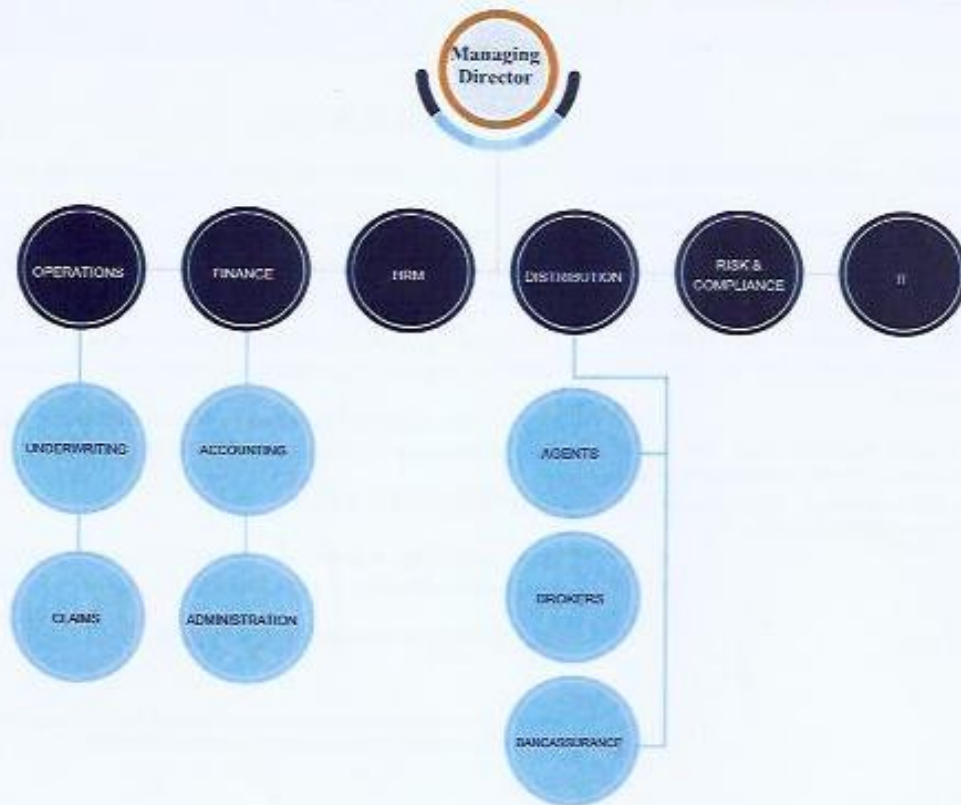 Managing
Director
OPERATIONS
FINANCE
HRM
DISTRIBUTION
RISK &
COMPLIANCE
IT
UNDERWRITING
ACCOUNTING
AGENTS
CLAIMS
ADMINISTRATION
BROKERS
BANCASSURANCE